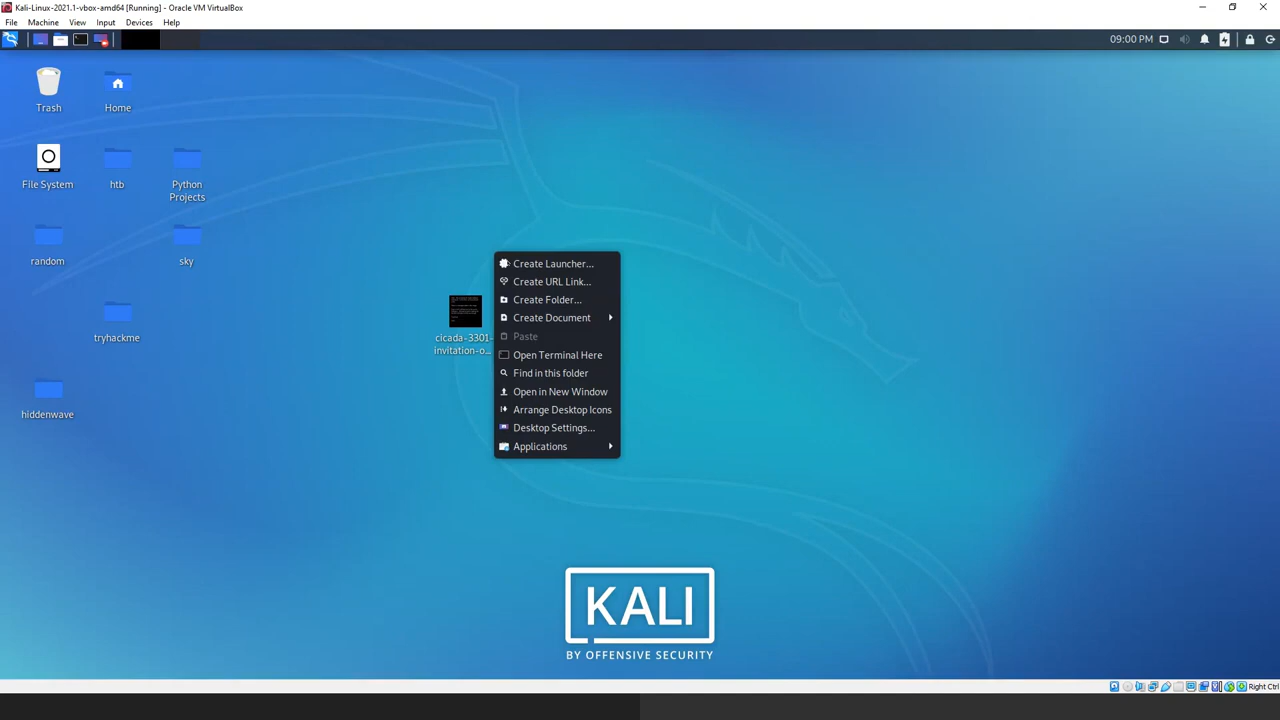 Kali-Linux-2021.1-vbox-amd64 [Running] - Oracle VM VirtualBox
File Machine View Input Devices Help
09:00 PM
Trash
Home
File System
htb
Python
Projects
random
sky
tryhackme
hiddenwave
cicada-3301-
invitation-o...
Create Launcher...
Create URL Link...
Create Folder...
Create Document
Paste
Open Terminal Here
Find in this folder
Open in New Window
Arrange Desktop Icons
Desktop Settings...
Applications
KALI
BY OFFENSIVE SECURITY
Right Ctrl